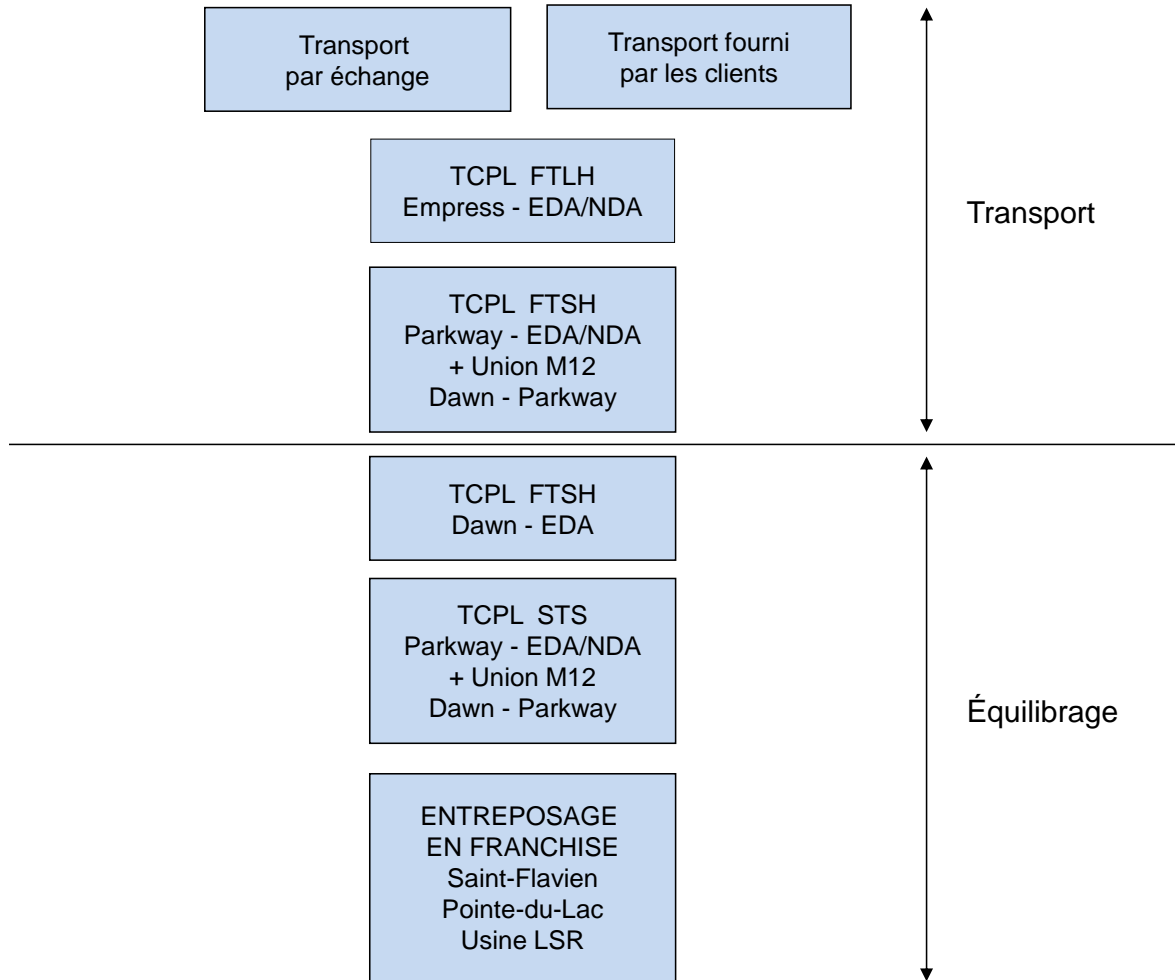 Transport
par échange
Transport fourni
par les clients
TCPL FTLH
Empress - EDA/NDA
Transport
TCPL FTSH
Parkway - EDA/NDA
+ Union M12
Dawn - Parkway
TCPL FTSH
Dawn - EDA
TCPL STS
Parkway - EDA/NDA
+ Union M12
Dawn - Parkway
Équilibrage
ENTREPOSAGE
EN FRANCHISE
Saint-Flavien
Pointe-du-Lac
Usine LSR